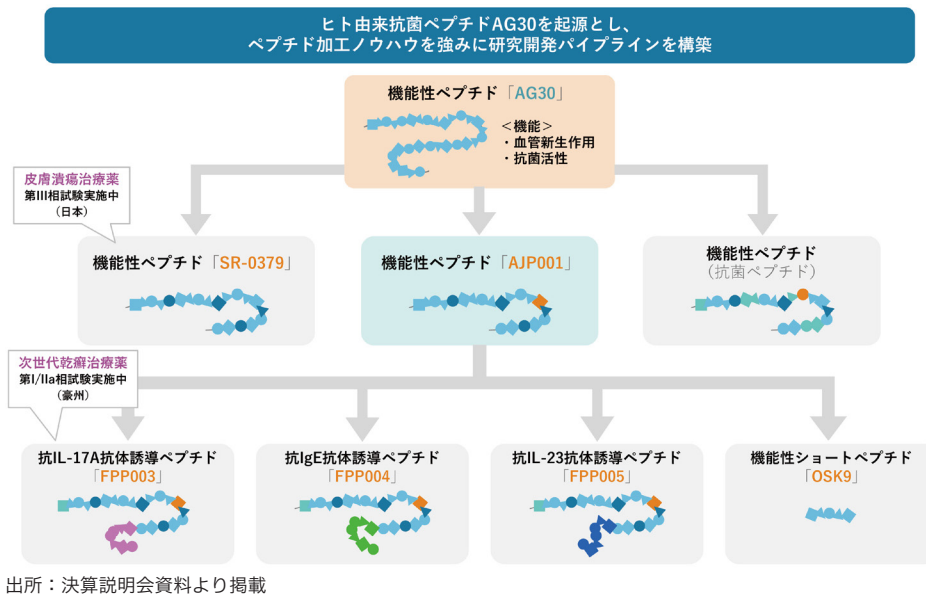 ヒト由来抗菌ペプチドAG30を起源とし、
ペプチド加工ノウハウを強みに研究開発パイプラインを構築
機能性ペプチド「AG30」
＜機能＞
・血管新生作用
・抗菌活性
皮膚潰瘍治療薬
第III相試験実施中
（日本）
機能性ペプチド「SR-0379」
機能性ペプチド「AJP001」
機能性ペプチド
（抗菌ペプチド）
次世代乾癬治療薬
第I/IIa相試験実施中
（豪州）
抗IL-17A抗体誘導ペプチド
「FPP003」
抗IgE抗体誘導ペプチド
「FPP004」
抗IL-23抗体誘導ペプチド
「FPP005」
機能性ショートペプチド
「OSK9」
出所：決算説明会資料より掲載